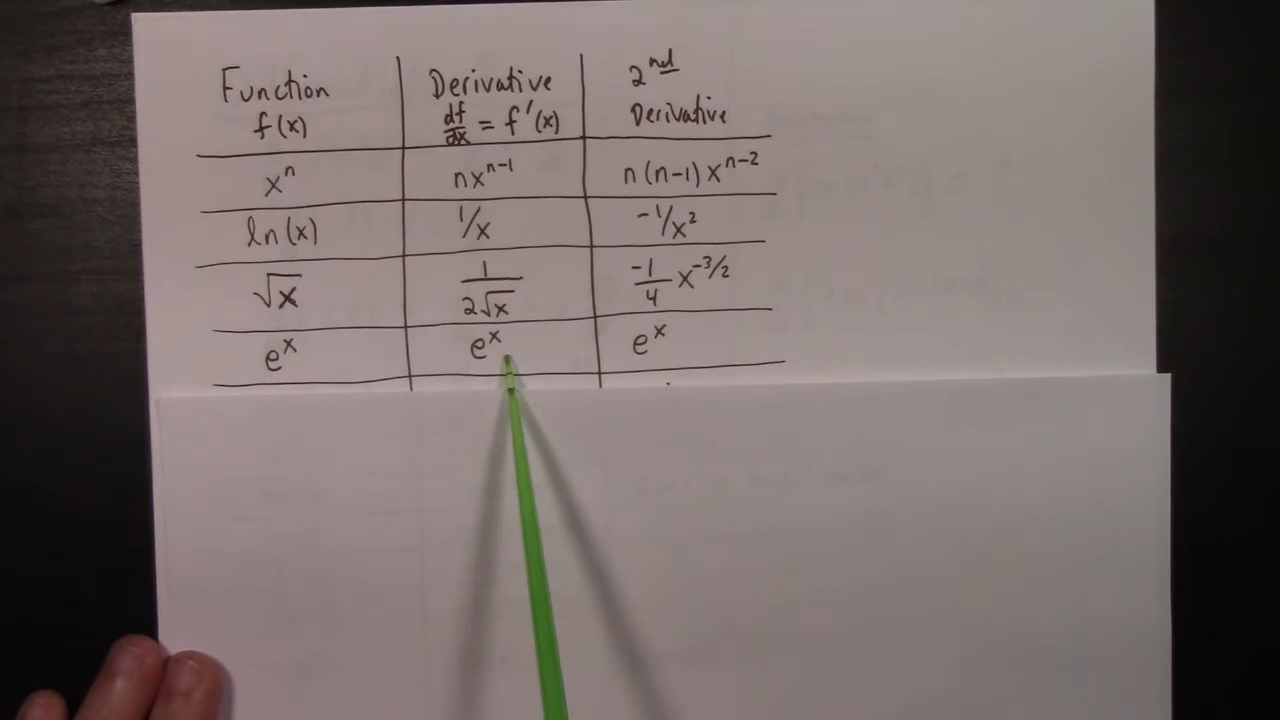 Function | Derivative | 2nd
f(x) | df/dx = f'(x) | Derivative
xⁿ | nxⁿ⁻¹ | n(n-1)xⁿ⁻²
ln(x) | 1/x | -1/x²
√x | 1/(2√x) | -1/4 x^(-3/2)
eˣ | eˣ | eˣ